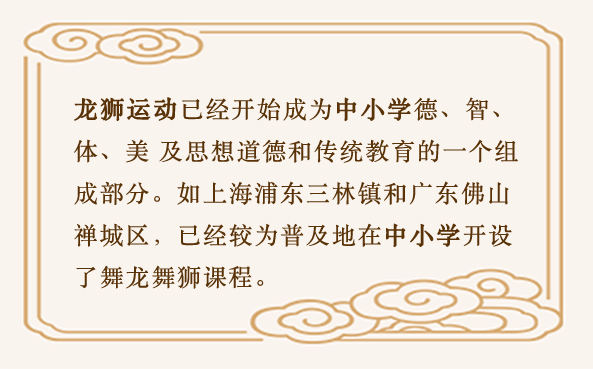 龙狮运动已经开始成为中小学德、智、
体、美 及思想道德和传统教育的一个组
成部分。如上海浦东三林镇和广东佛山
禅城区，已经较为普及地在中小学开设
了舞龙舞狮课程。